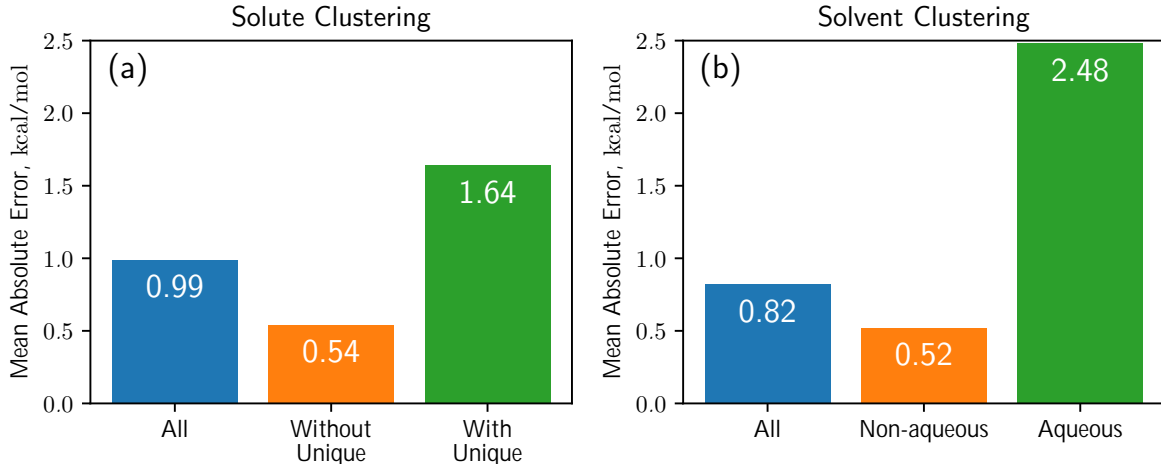 Solute Clustering
(a)
Mean Absolute Error, kcal/mol
2.5
2.0
1.5
1.0
0.5
0.0
0.99
0.54
1.64
All
Without
Unique
With
Unique
Solvent Clustering
(b)
Mean Absolute Error, kcal/mol
2.5
2.0
1.5
1.0
0.5
0.0
0.82
0.52
2.48
All
Non-aqueous
Aqueous